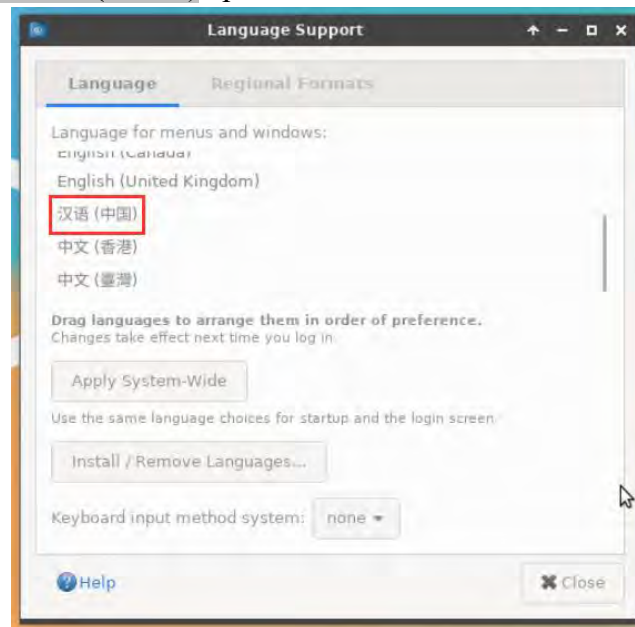 Language Support
Language
Regional Formats
Language for menus and windows:
English (Canada)
English (United Kingdom)
汉语 (中国)
中文 (香港)
中文 (臺灣)
Drag languages to arrange them in order of preference.
Changes take effect next time you log in.
Apply System-Wide
Use the same language choices for startup and the login screen.
Install / Remove Languages...
Keyboard input method system: none
Help
Close